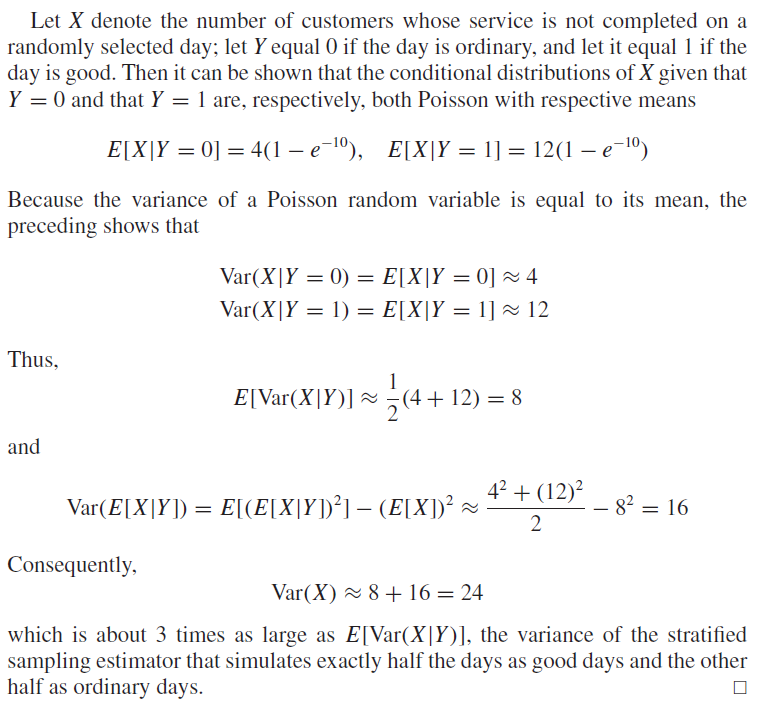 Let X denote the number of customers whose service is not completed on a
randomly selected day; let Y equal 0 if the day is ordinary, and let it equal 1 if the
day is good. Then it can be shown that the conditional distributions of X given that
Y = 0 and that Y = 1 are, respectively, both Poisson with respective means
E[X|Y = 0] = 4(1 − e⁻¹⁰), E[X|Y = 1] = 12(1 − e⁻¹⁰)
Because the variance of a Poisson random variable is equal to its mean, the
preceding shows that
Var(X|Y = 0) = E[X|Y = 0] ≈ 4
Var(X|Y = 1) = E[X|Y = 1] ≈ 12
Thus,
E[Var(X|Y)] ≈ 1/2 (4 + 12) = 8
and
Var(E[X|Y]) = E[(E[X|Y])²] − (E[X])² ≈ 4² + (12)² / 2 − 8² = 16
Consequently,
Var(X) ≈ 8 + 16 = 24
which is about 3 times as large as E[Var(X|Y)], the variance of the stratified
sampling estimator that simulates exactly half the days as good days and the other
half as ordinary days. □